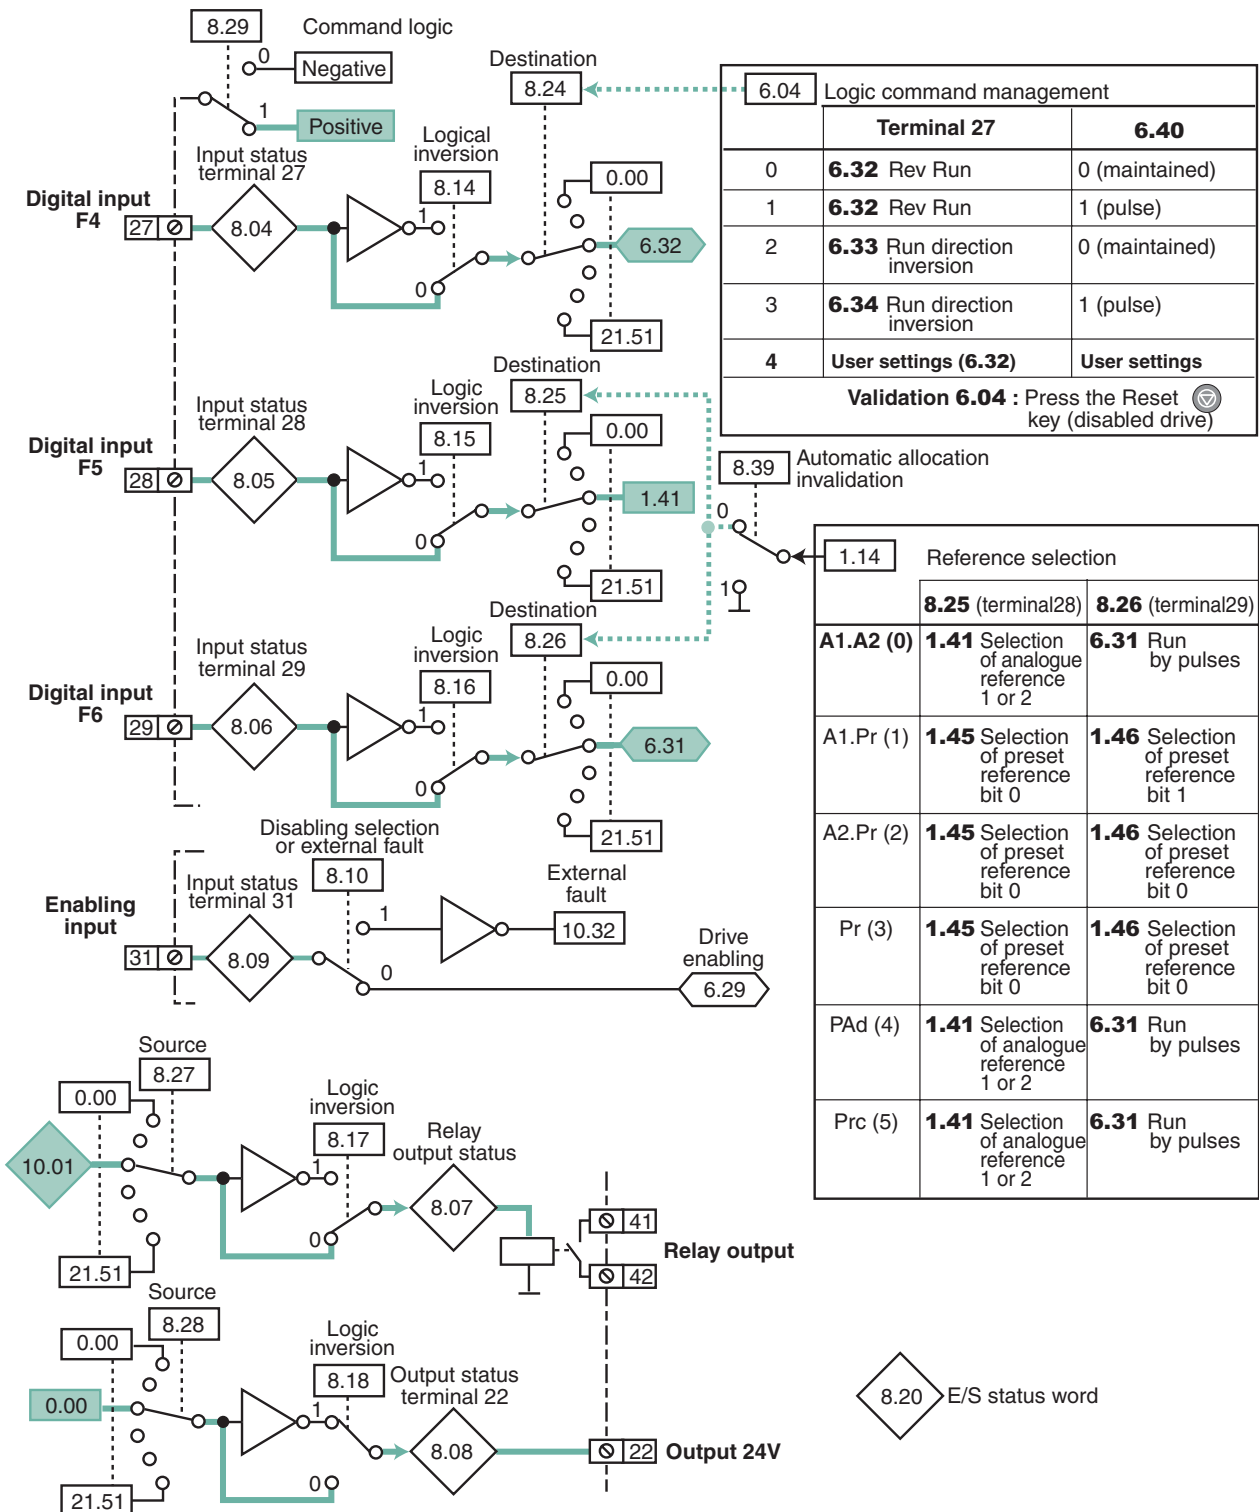 8.29
Command logic
0
Negative
1
Positive
Destination
8.24
6.04
Logic command management
Terminal 27
6.40
0
6.32 Rev Run
0 (maintained)
1
6.32 Rev Run
1 (pulse)
2
6.33 Run direction
inversion
0 (maintained)
3
6.34 Run direction
inversion
1 (pulse)
4
User settings (6.32)
User settings
Validation 6.04 : Press the Reset
key (disabled drive)
Input status
terminal 27
Logical
inversion
8.14
0.00
Digital input
F4
27
8.04
1
6.32
0
21.51
Destination
8.25
Input status
terminal 28
Logic
inversion
8.15
0.00
Digital input
F5
28
8.05
1
1.41
0
21.51
8.39
Automatic allocation
invalidation
0
1
1.14
Reference selection
8.25 (terminal28)
8.26 (terminal29)
A1.A2 (0)
1.41 Selection
of analogue
reference
1 or 2
6.31 Run
by pulses
A1.Pr (1)
1.45 Selection
of preset
reference
bit 0
1.46 Selection
of preset
reference
bit 1
A2.Pr (2)
1.45 Selection
of preset
reference
bit 0
1.46 Selection
of preset
reference
bit 0
Pr (3)
1.45 Selection
of preset
reference
bit 0
1.46 Selection
of preset
reference
bit 0
PAd (4)
1.41 Selection
of analogue
reference
1 or 2
6.31 Run
by pulses
Prc (5)
1.41 Selection
of analogue
reference
1 or 2
6.31 Run
by pulses
Destination
8.26
Input status
terminal 29
Logic
inversion
8.16
0.00
Digital input
F6
29
8.06
1
6.31
0
21.51
Disabling selection
or external fault
8.10
Input status
terminal 31
External
fault
Enabling
input
1
10.32
31
8.09
0
Drive
enabling
6.29
Source
8.27
0.00
Logic
inversion
8.17
Relay
output status
10.01
1
8.07
0
21.51
41
Relay output
42
Source
8.28
0.00
Logic
inversion
8.18
Output status
terminal 22
0.00
1
8.08
22
Output 24V
0
21.51
8.20
E/S status word